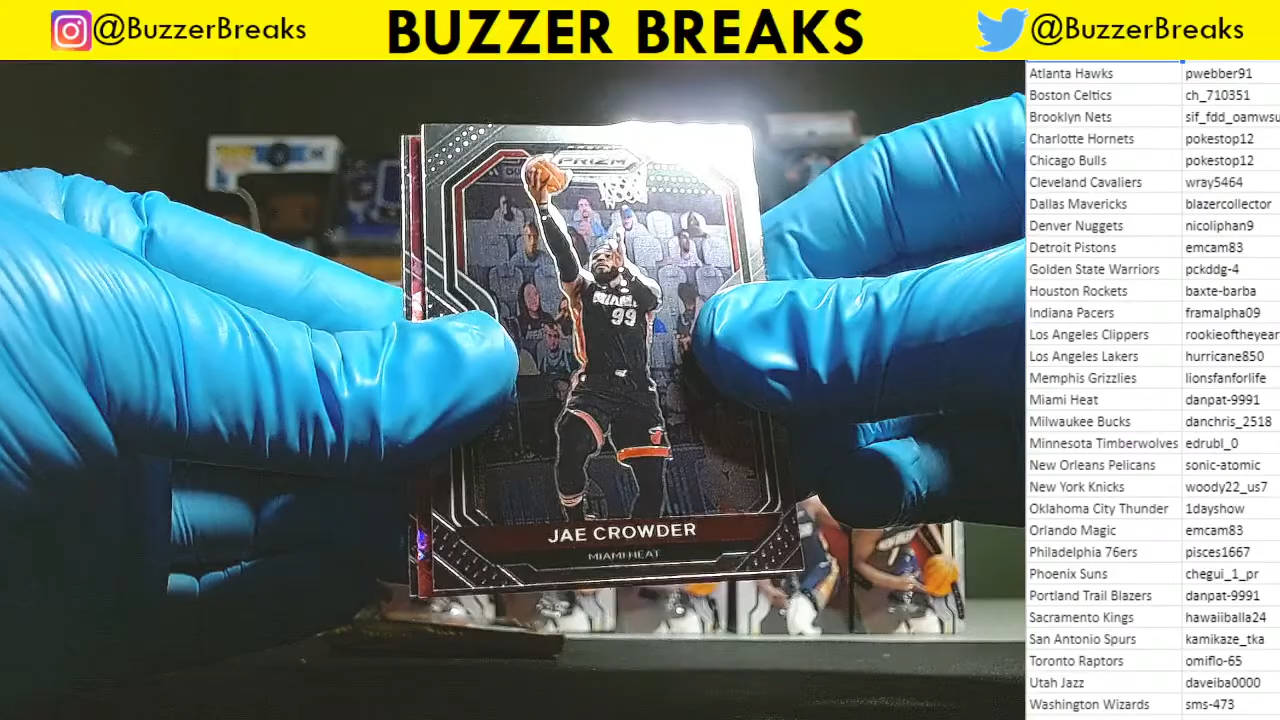 @BuzzerBreaks
BUZZER BREAKS
@BuzzerBreaks
Atlanta Hawks pwebber91
Boston Celtics ch_710351
Brooklyn Nets sif_fdd_oamwsu
Charlotte Hornets pokestop12
Chicago Bulls pokestop12
Cleveland Cavaliers wray5464
Dallas Mavericks blazercollector
Denver Nuggets nicoliphan9
Detroit Pistons emcam83
Golden State Warriors pckddg-4
Houston Rockets baxte-barba
Indiana Pacers framalpha09
Los Angeles Clippers rookieoftheyear
Los Angeles Lakers hurricane850
Memphis Grizzlies lionsfanforlife
Miami Heat danpat-9991
Milwaukee Bucks danchris_2518
Minnesota Timberwolves edrubl_0
New Orleans Pelicans sonic-atomic
New York Knicks woody22_us7
Oklahoma City Thunder 1dayshow
Orlando Magic emcam83
Philadelphia 76ers pisces1667
Phoenix Suns chegui_1_pr
Portland Trail Blazers danpat-9991
Sacramento Kings hawaiiballa24
San Antonio Spurs kamikaze_tka
Toronto Raptors omiflo-65
Utah Jazz daveiba0000
Washington Wizards sms-473
PRIZM
99
JAE CROWDER
MIAMI HEAT